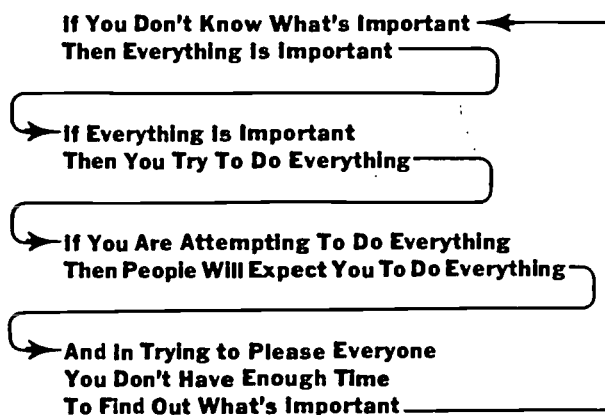 If You Don't Know What's Important
Then Everything Is Important
If Everything Is Important
Then You Try To Do Everything
If You Are Attempting To Do Everything
Then People Will Expect You To Do Everything
And In Trying to Please Everyone
You Don't Have Enough Time
To Find Out What's Important